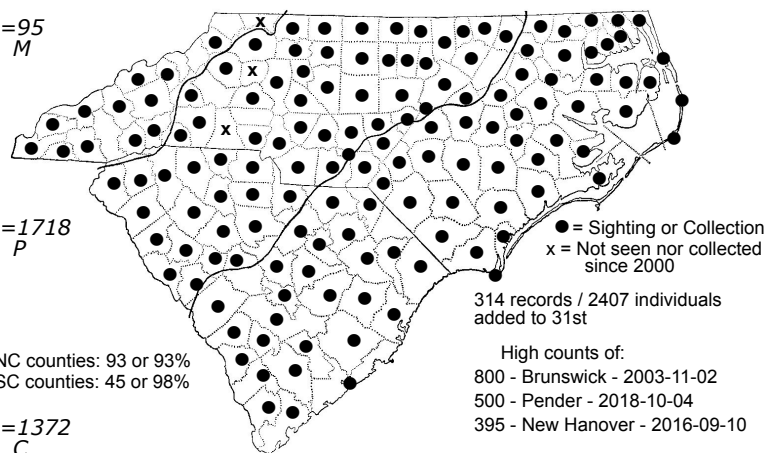 =95
M
x
x
x
=1718
P
● = Sighting or Collection
x = Not seen nor collected
since 2000
314 records / 2407 individuals
added to 31st
NC counties: 93 or 93%
SC counties: 45 or 98%
High counts of:
800 - Brunswick - 2003-11-02
500 - Pender - 2018-10-04
395 - New Hanover - 2016-09-10
=1372
C